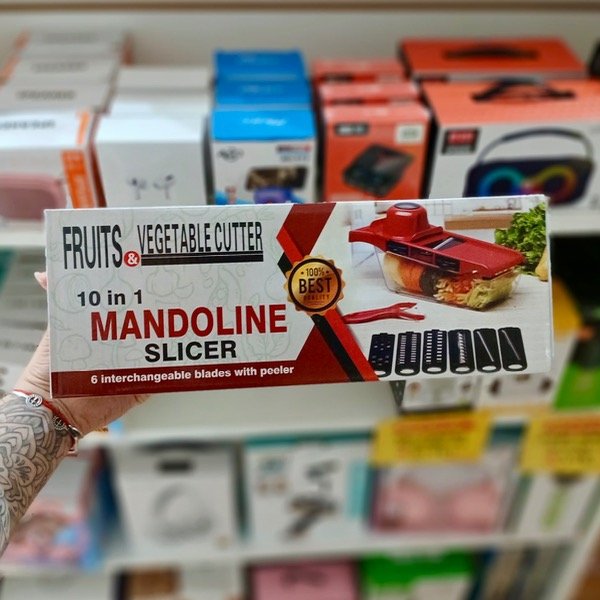 FRUITS & VEGETABLE CUTTER
10 in 1
MANDOLINE
SLICER
6 interchangeable blades with peeler
100%
BEST
QUALITY